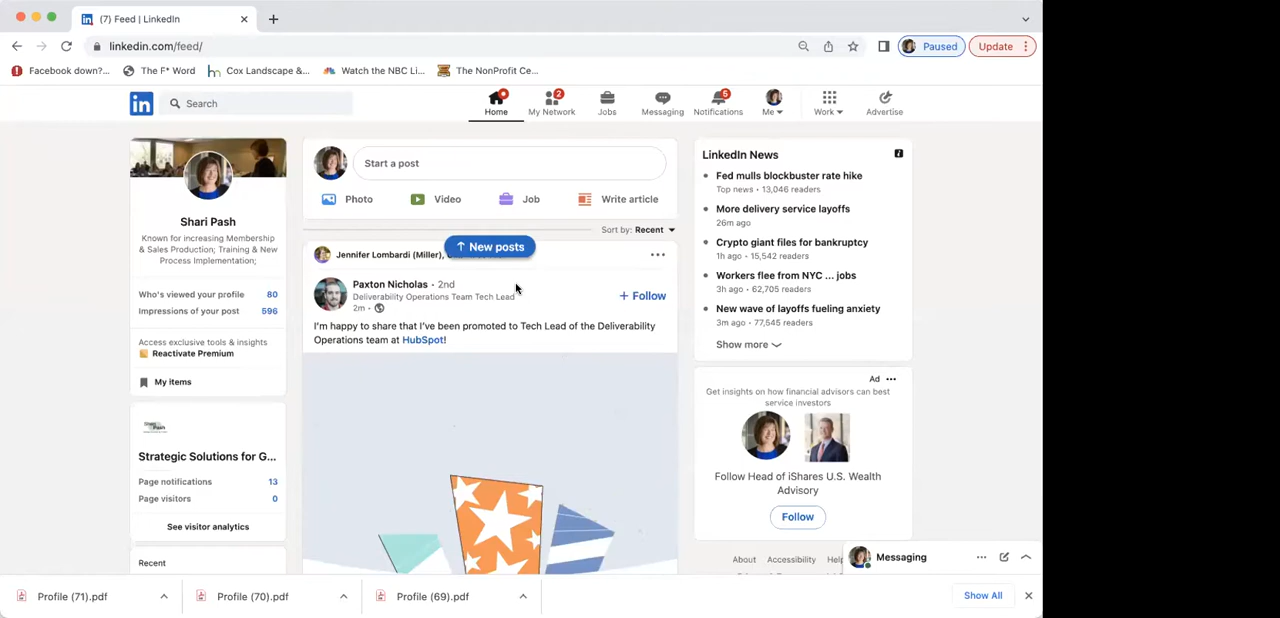 (7) Feed | LinkedIn
linkedin.com/feed/
Paused
Update
Facebook down?...
The F* Word
Cox Landscape &...
Watch the NBC Li...
The NonProfit Ce...
in
Search
Home
2
My Network
Jobs
Messaging
Notifications
Me
Work
Advertise
Shari Pash
Known for increasing Membership
& Sales Production; Training & New
Process Implementation;
Who's viewed your profile 80
Impressions of your post 596
Access exclusive tools & insights
Reactivate Premium
My items
Strategic Solutions for G...
Page notifications 13
Page visitors 0
See visitor analytics
Recent
Start a post
Photo
Video
Job
Write article
Sort by: Recent
New posts
Jennifer Lombardi (Miller),
Paxton Nicholas • 2nd
Deliverability Operations Team Tech Lead
2m •
+ Follow
I'm happy to share that I've been promoted to Tech Lead of the Deliverability
Operations team at HubSpot!
LinkedIn News
Fed mulls blockbuster rate hike
Top news • 13,046 readers
More delivery service layoffs
26m ago
Crypto giant files for bankruptcy
1h ago • 15,542 readers
Workers flee from NYC ... jobs
3h ago • 62,705 readers
New wave of layoffs fueling anxiety
3m ago • 77,545 readers
Show more
Ad
Get insights on how financial advisors can best
service investors
Follow Head of iShares U.S. Wealth
Advisory
Follow
About
Accessibility
Messaging
Profile (71).pdf
Profile (70).pdf
Profile (69).pdf
Show All